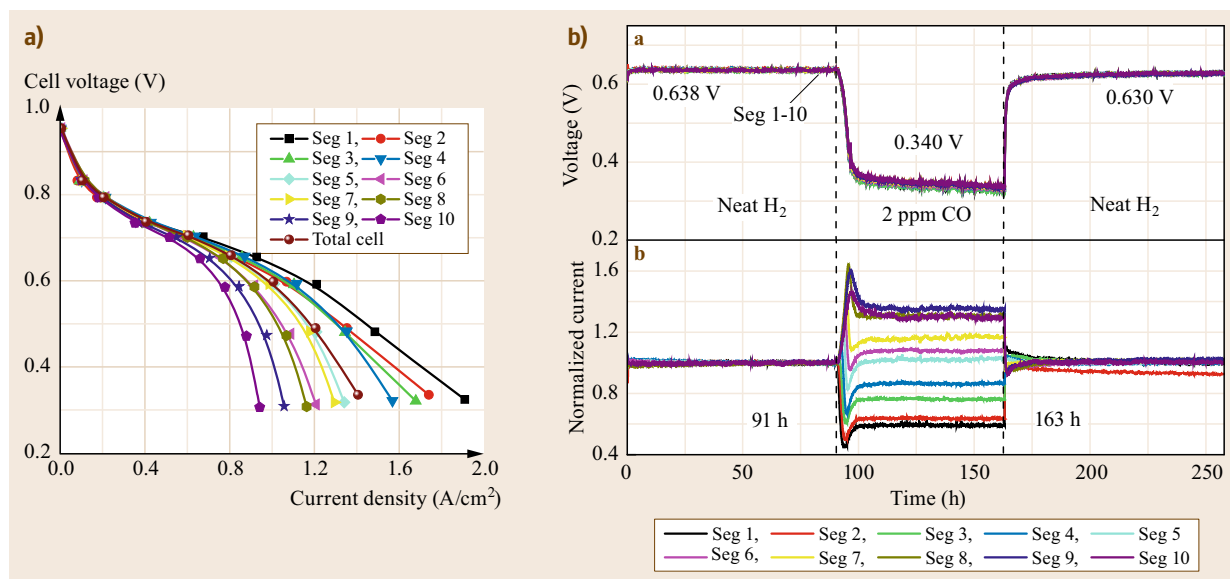 a)
Cell voltage (V)
1.0
0.8
0.6
0.4
0.2
Seg 1, Seg 2
Seg 3, Seg 4
Seg 5, Seg 6
Seg 7, Seg 8
Seg 9, Seg 10
Total cell
0.0 0.4 0.8 1.2 1.6 2.0
Current density (A/cm²)
b)
a
Voltage (V)
0.6
0.4
0.2
0.638 V
Seg 1-10
0.340 V
0.630 V
Neat H₂
2 ppm CO
Neat H₂
b
Normalized current
1.6
1.2
0.8
0.4
91 h
163 h
0 50 100 150 200 250
Time (h)
Seg 1, Seg 2, Seg 3, Seg 4, Seg 5
Seg 6, Seg 7, Seg 8, Seg 9, Seg 10